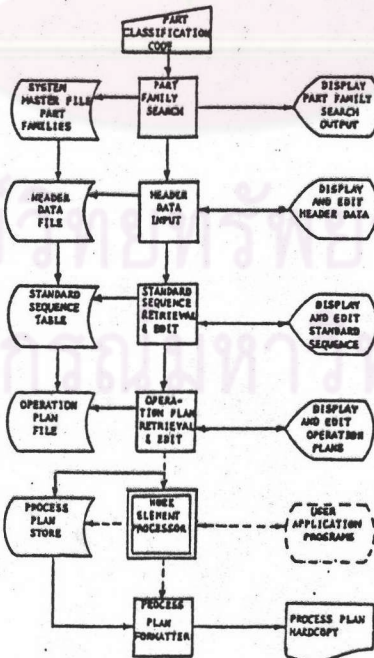 PART
CLASSIFICATION
CODE
SYSTEM
MASTER FILE
PART
FAMILIES
PART
FAMILY
SEARCH
DISPLAY
PART FAMILY
SEARCH
OUTPUT
HEADER
DATA
FILE
HEADER
DATA
INPUT
DISPLAY
AND EDIT
HEADER DATA
STANDARD
SEQUENCE
TABLE
STANDARD
SEQUENCE
RETRIEVAL
& EDIT
DISPLAY
AND EDIT
STANDARD
SEQUENCE
OPERATION
PLAN
FILE
OPERA-
TION PLAN
RETRIEVAL
& EDIT
DISPLAY
AND EDIT
OPERATION
PLANS
PROCESS
PLAN
STORE
WORK
ELEMENT
PROCESSOR
USER
APPLICATION
PROGRAMS
PROCESS
PLAN
FORMATTER
PROCESS PLAN
HARDCOPY